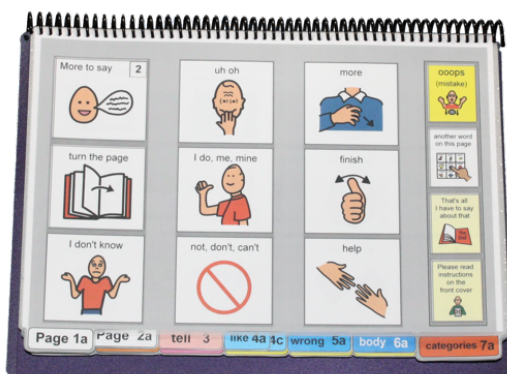 More to say 2
uh oh
more
ooops
(mistake)
turn the page
I do, me, mine
finish
another word
on this page
I don't know
not, don't, can't
help
That's all
I have to say
about that
Please read
instructions
on the
front cover
Page 1a
Page 2a
tell 3
like 4a
4c
wrong 5a
body 6a
categories 7a